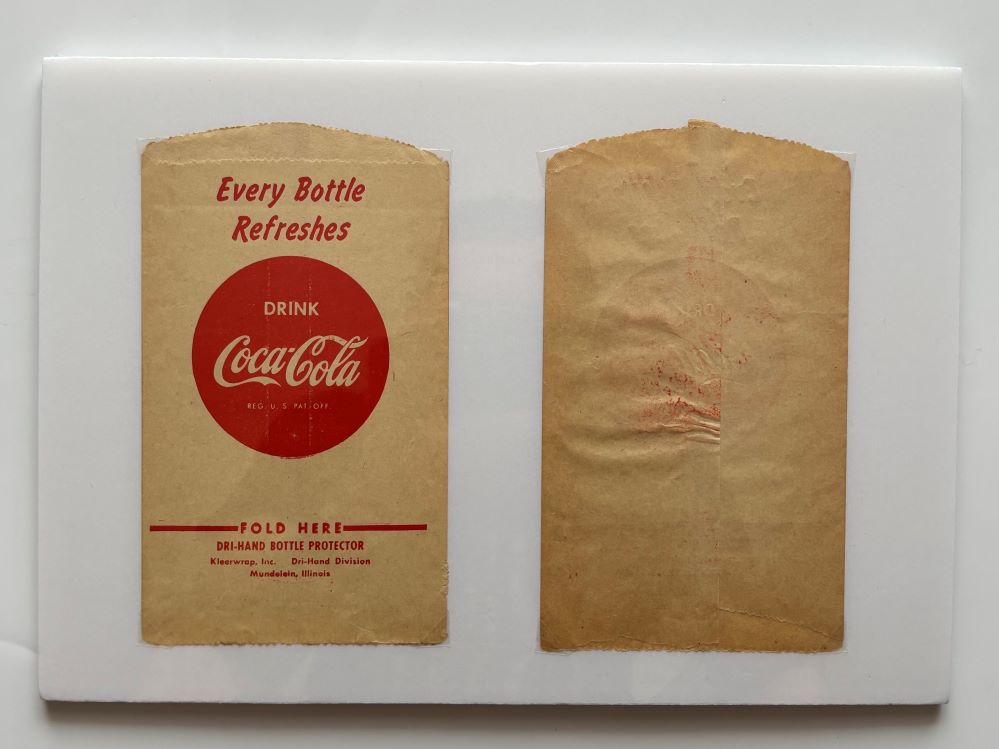 Every Bottle
Refreshes
DRINK
Coca-Cola
REG. U. S. PAT. OFF.
FOLD HERE
DRI-HAND BOTTLE PROTECTOR
Kleerwrap, Inc. Dri-Hand Division
Mundelein, Illinois